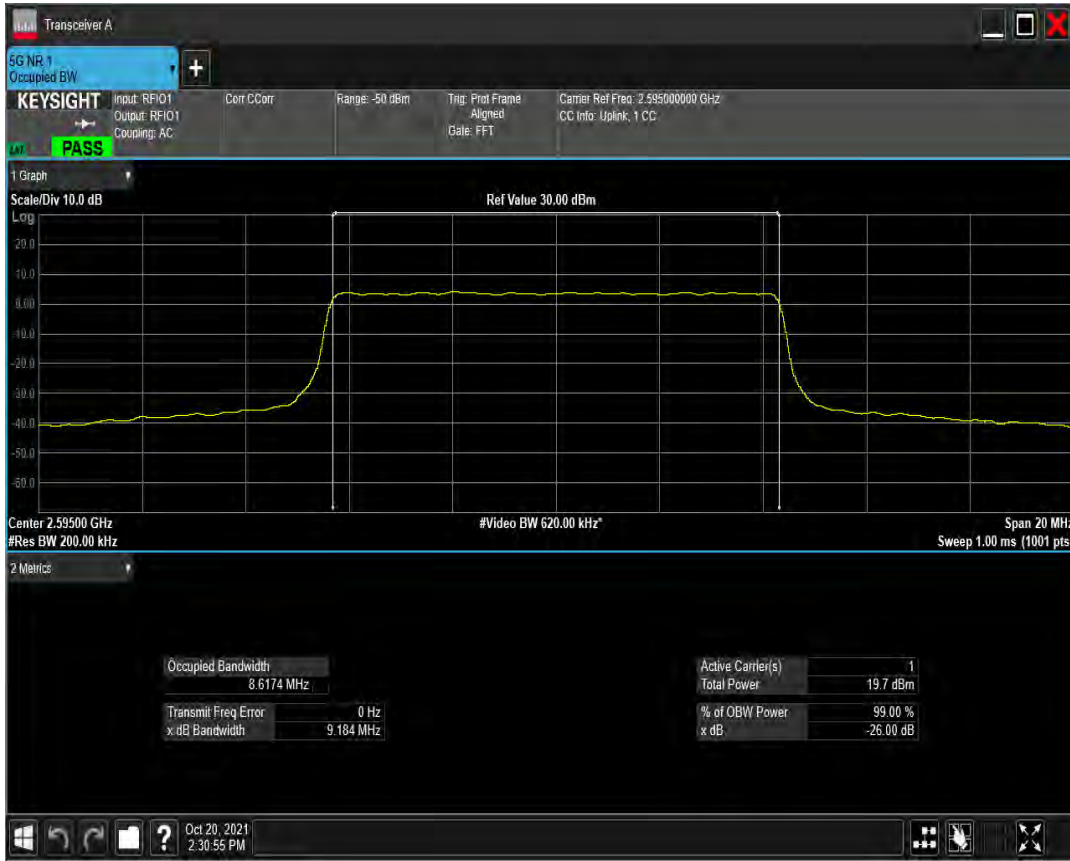 Transceiver A
5G NR 1
Occupied BW
KEYSIGHT
Input: RFIO1
Output: RFIO1
Coupling: AC
Corr CCorr
Range: -50 dBm
Trig: Prot Frame
Aligned
Gate: FFT
Carrier Ref Freq: 2.595000000 GHz
CC Info: Uplink, 1 CC
PASS
1 Graph
Scale/Div 10.0 dB
Ref Value 30.00 dBm
Log
20.0
10.0
0.00
-10.0
-20.0
-30.0
-40.0
-50.0
-60.0
Center 2.59500 GHz
#Video BW 620.00 kHz*
Span 20 MHz
#Res BW 200.00 kHz
Sweep 1.00 ms (1001 pts
2 Metrics
Occupied Bandwidth
8.6174 MHz
Transmit Freq Error 0 Hz
x dB Bandwidth 9.184 MHz
Active Carrier(s) 1
Total Power 19.7 dBm
% of OBW Power 99.00 %
x dB -26.00 dB
Oct 20, 2021
2:30:55 PM